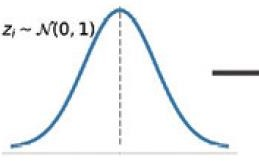 zᵢ ~ 𝒩(0, 1)